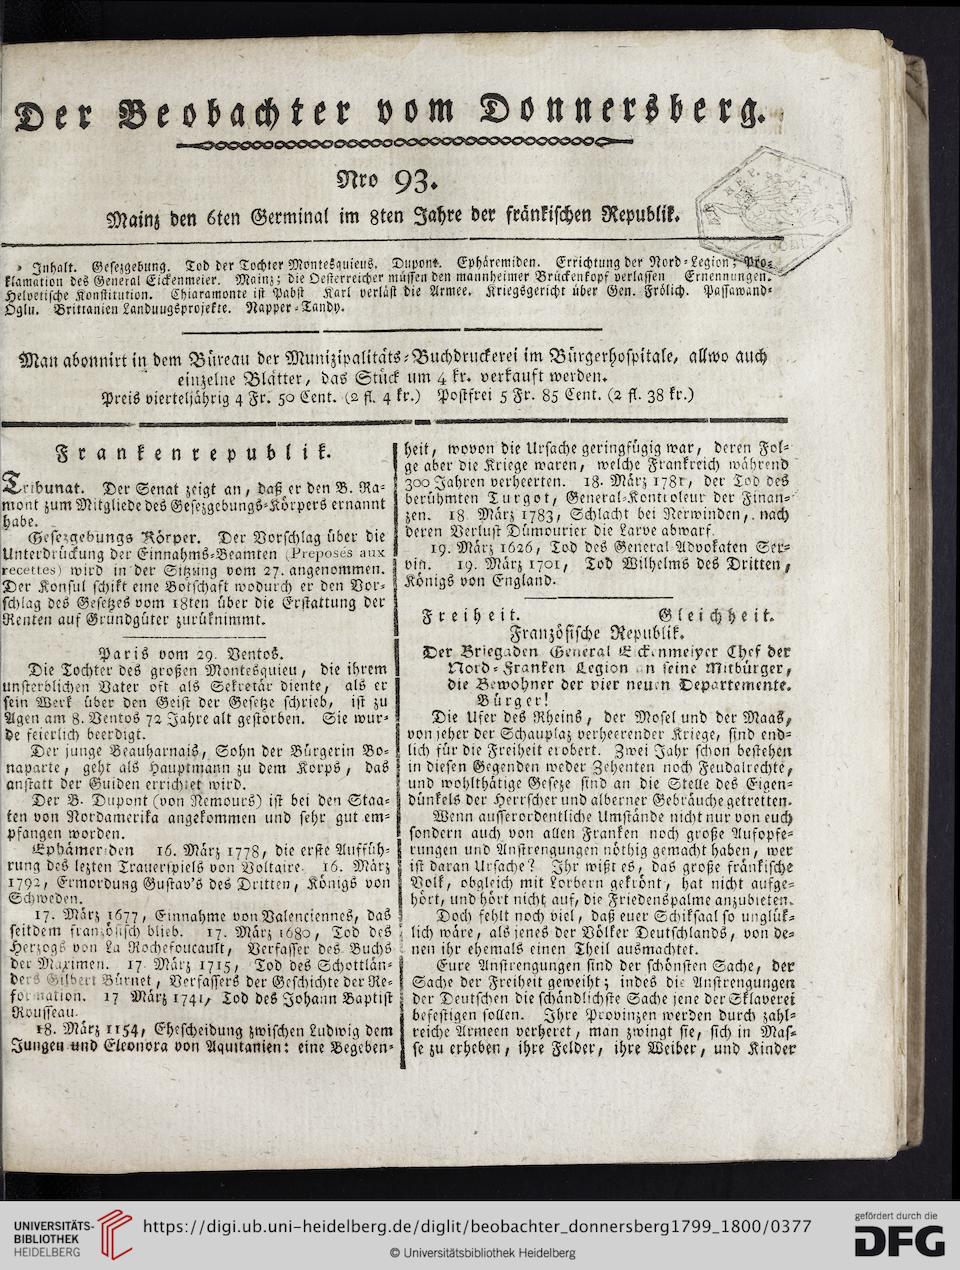 Der Beobachter vom Donnersberg.
Nro 93.
Mainz den 6ten Germinal im 8ten Jahre der fränkischen Republik.
Inhalt. Gesezgebung. Tod der Tochter Montesquieus. Dupont. Ephäremiden. Errichtung der Nord-Legion; Pro-
klamation des General Eickenmeier. Mainz; die Oesterreicher müssen den mannheimer Brückenkopf verlassen Ernennungen.
Helvetische Konstitution. Chiaramonte ist Pabst Karl verläst die Armee. Kriegsgericht über Gen. Frölich. Passawand-
Oglu. Brittanien Landuugsprojekte. Napper-Tandy.
Man abonnirt in dem Büreau der Munizipalitäts-Buchdruckerei im Bürgerhospitale, allwo auch
einzelne Blätter, das Stück um 4 kr. verkauft werden.
Preis vierteljährig 4 Fr. 50 Cent. (2 fl. 4 kr.) Postfrei 5 Fr. 85 Cent. (2 fl. 38 kr.)
Frankenrepublik.
Tribunat. Der Senat zeigt an, daß er den B. Ra-
mont zum Mitgliede des Gesezgebungs-Körpers ernannt
habe.
Gesezgebungs Körper. Der Vorschlag über die
Unterdrückung der Einnahms-Beamten (Preposés aux
recettes) wird in der Sitzung vom 27. angenommen.
Der Konsul schikt eine Botschaft wodurch er den Vor-
schlag des Gesetzes vom 18ten über die Erstattung der
Renten auf Grundgüter zurüknimmt.
Paris vom 29. Ventos.
Die Tochter des großen Montesquieu, die ihrem
unsterblichen Vater oft als Sekretär diente, als er
sein Werk über den Geist der Gesetze schrieb, ist zu
Agen am 8. Ventos 72 Jahre alt gestorben. Sie wur-
de feierlich beerdigt.
Der junge Beauharnais, Sohn der Bürgerin Bo-
naparte, geht als Hauptmann zu dem Korps, das
anstatt der Guiden errichtet wird.
Der B. Dupont (von Nemours) ist bei den Staa-
ten von Nordamerika angekommen und sehr gut em-
pfangen worden.
Ephämeriden 16. März 1778, die erste Auffüh-
rung des lezten Trauerspiels von Voltaire. 16. März
1792, Ermordung Gustav's des Dritten, Königs von
Schweden.
17. März 1677, Einnahme von Valenciennes, das
seitdem französisch blieb. 17. März 1680, Tod des
Herzogs von La Rochefoucault, Verfasser des Buchs
der Maximen. 17 März 1715, Tod des Schottlän-
ders Gilbert Bürnet, Verfassers der Geschichte der Re-
formation. 17 März 1741, Tod des Johann Baptist
Rousseau.
18. März 1154, Ehescheidung zwischen Ludwig dem
Jungen und Eleonora von Aquitanien: eine Begeben-
heit, wovon die Ursache geringfügig war, deren Fol-
ge aber die Kriege waren, welche Frankreich während
300 Jahren verheerten. 18. März 1781, der Tod des
berühmten Turgot, General-Kontroleur der Finan-
zen. 18. März 1783, Schlacht bei Nerwinden, nach
deren Verlust Dümourier die Larve abwarf.
19. März 1626, Tod des General Advokaten Ser-
vin. 19. März 1701, Tod Wilhelms des Dritten,
Königs von England.
Freiheit. Gleichheit.
Französische Republik.
Der Briegaden General Eickenmeiyer Chef der
Nord-Franken Legion an seine Mitbürger,
die Bewohner der vier neuen Departemente.
Bürger!
Die Ufer des Rheins, der Mosel und der Maas,
von jeher der Schauplaz verheerender Kriege, sind end-
lich für die Freiheit erobert. Zwei Jahr schon bestehen
in diesen Gegenden weder Zehenten noch Feudalrechte,
und wohlthätige Geseze sind an die Stelle des Eigen-
dünkels der Herrscher und alberner Gebräuche getretten.
Wenn ausserordentliche Umstände nicht nur von euch
sondern auch von allen Franken noch große Aufopfe-
rungen und Anstrengungen nöthig gemacht haben, wer
ist daran Ursache? Ihr wißt es, das große fränkische
Volk, obgleich mit Lorbern gekrönt, hat nicht aufge-
hört, und hört nicht auf, die Friedenspalme anzubieten.
Doch fehlt noch viel, daß euer Schiksaal so unglük-
lich wäre, als jenes der Völker Deutschlands, von de-
nen ihr ehemals einen Theil ausmachtet.
Eure Anstrengungen sind der schönsten Sache, der
Sache der Freiheit geweiht; indes die Anstrengungen
der Deutschen die schändlichste Sache jene der Sklaverei
befestigen sollen. Ihre Provinzen werden durch zahl-
reiche Armeen verheret, man zwingt sie, sich in Mas-
se zu erheben, ihre Felder, ihre Weiber, und Kinder
UNIVERSITÄTS-
BIBLIOTHEK
HEIDELBERG
https://digi.ub.uni-heidelberg.de/diglit/beobachter_donnersberg1799_1800/0377
© Universitätsbibliothek Heidelberg
gefördert durch die
DFG